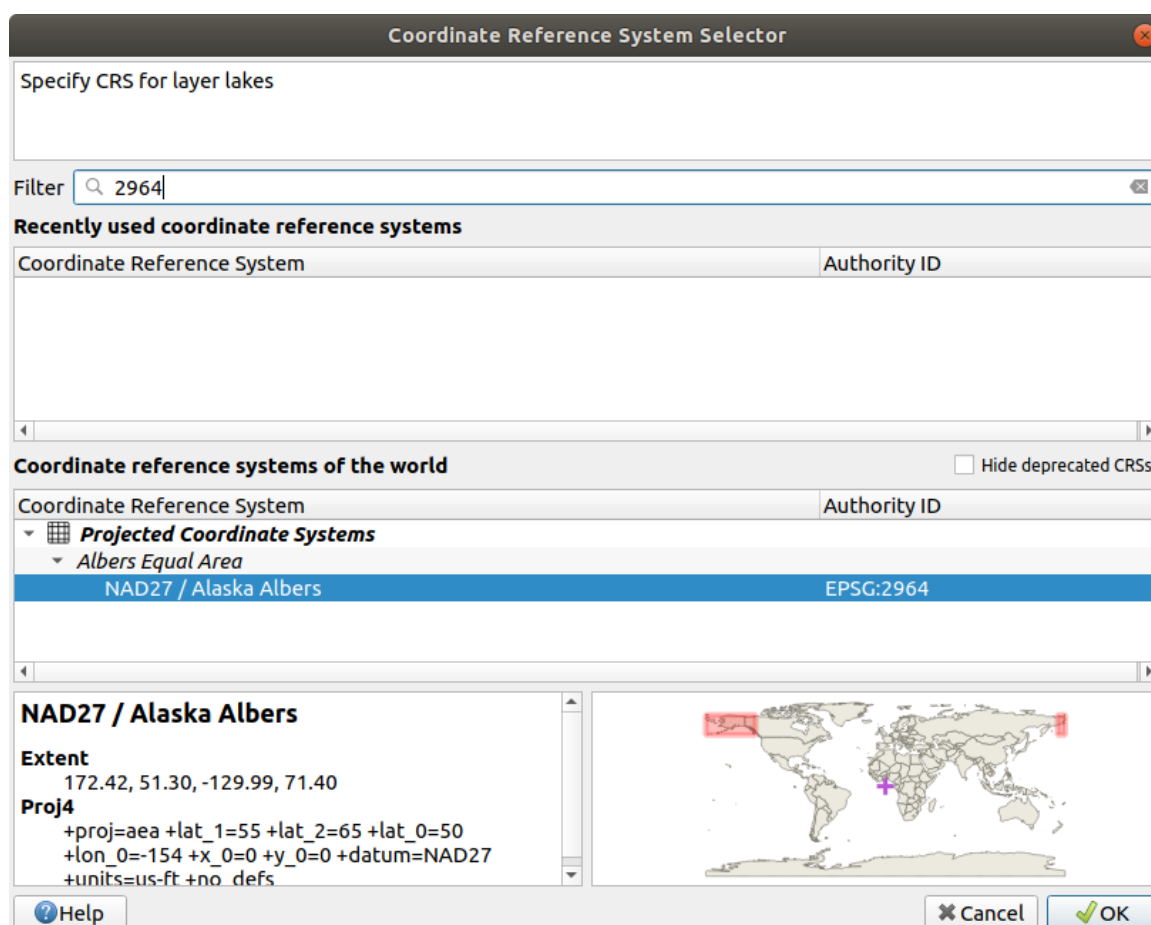 Coordinate Reference System Selector
Specify CRS for layer lakes
Filter 2964
Recently used coordinate reference systems
Coordinate Reference System Authority ID
Coordinate reference systems of the world Hide deprecated CRSs
Coordinate Reference System Authority ID
Projected Coordinate Systems
Albers Equal Area
NAD27 / Alaska Albers EPSG:2964
NAD27 / Alaska Albers
Extent
172.42, 51.30, -129.99, 71.40
Proj4
+proj=aea +lat_1=55 +lat_2=65 +lat_0=50
+lon_0=-154 +x_0=0 +y_0=0 +datum=NAD27
+units=us-ft +no_defs
Help Cancel OK